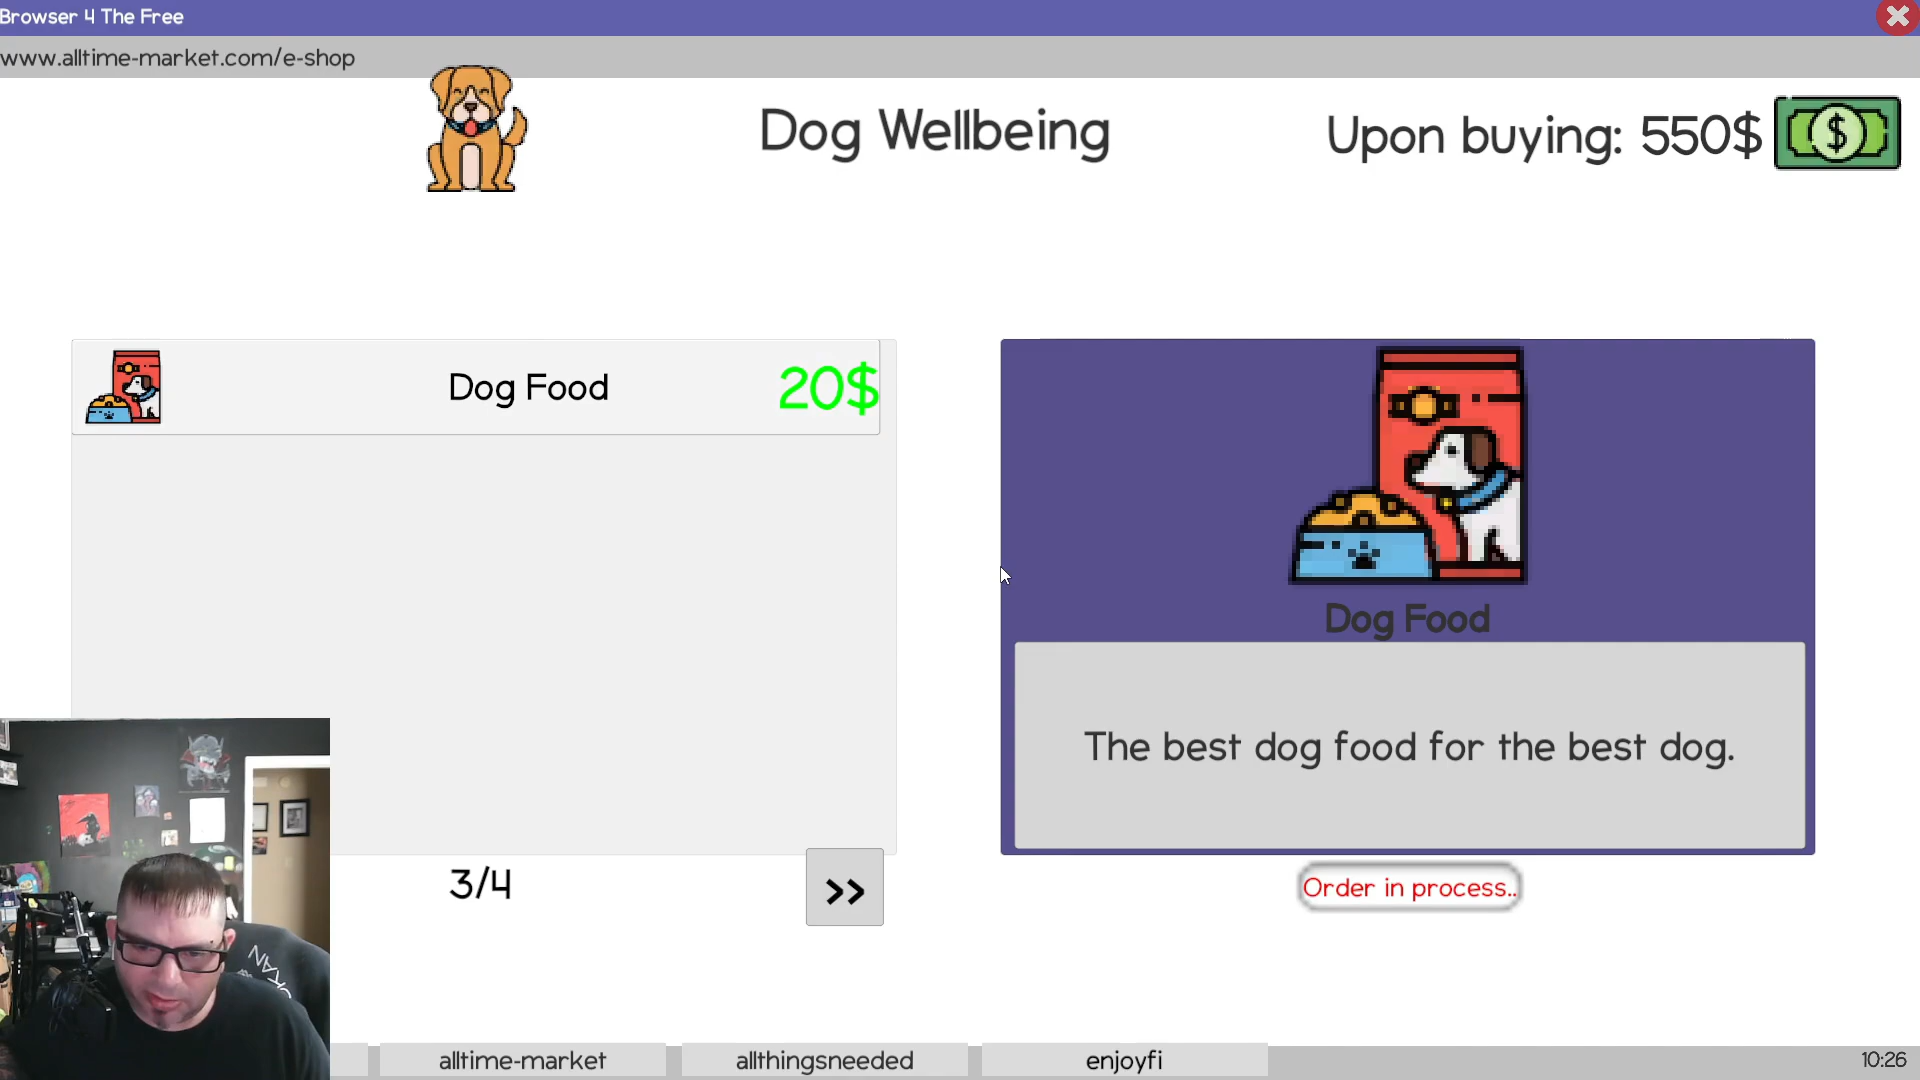 Browser 4 The Free
www.alltime-market.com/e-shop
Dog Wellbeing
Upon buying: 550$
Dog Food
20$
Dog Food
The best dog food for the best dog.
3/4
>>
Order in process..
alltime-market
allthingsneeded
enjoyfi
10:26